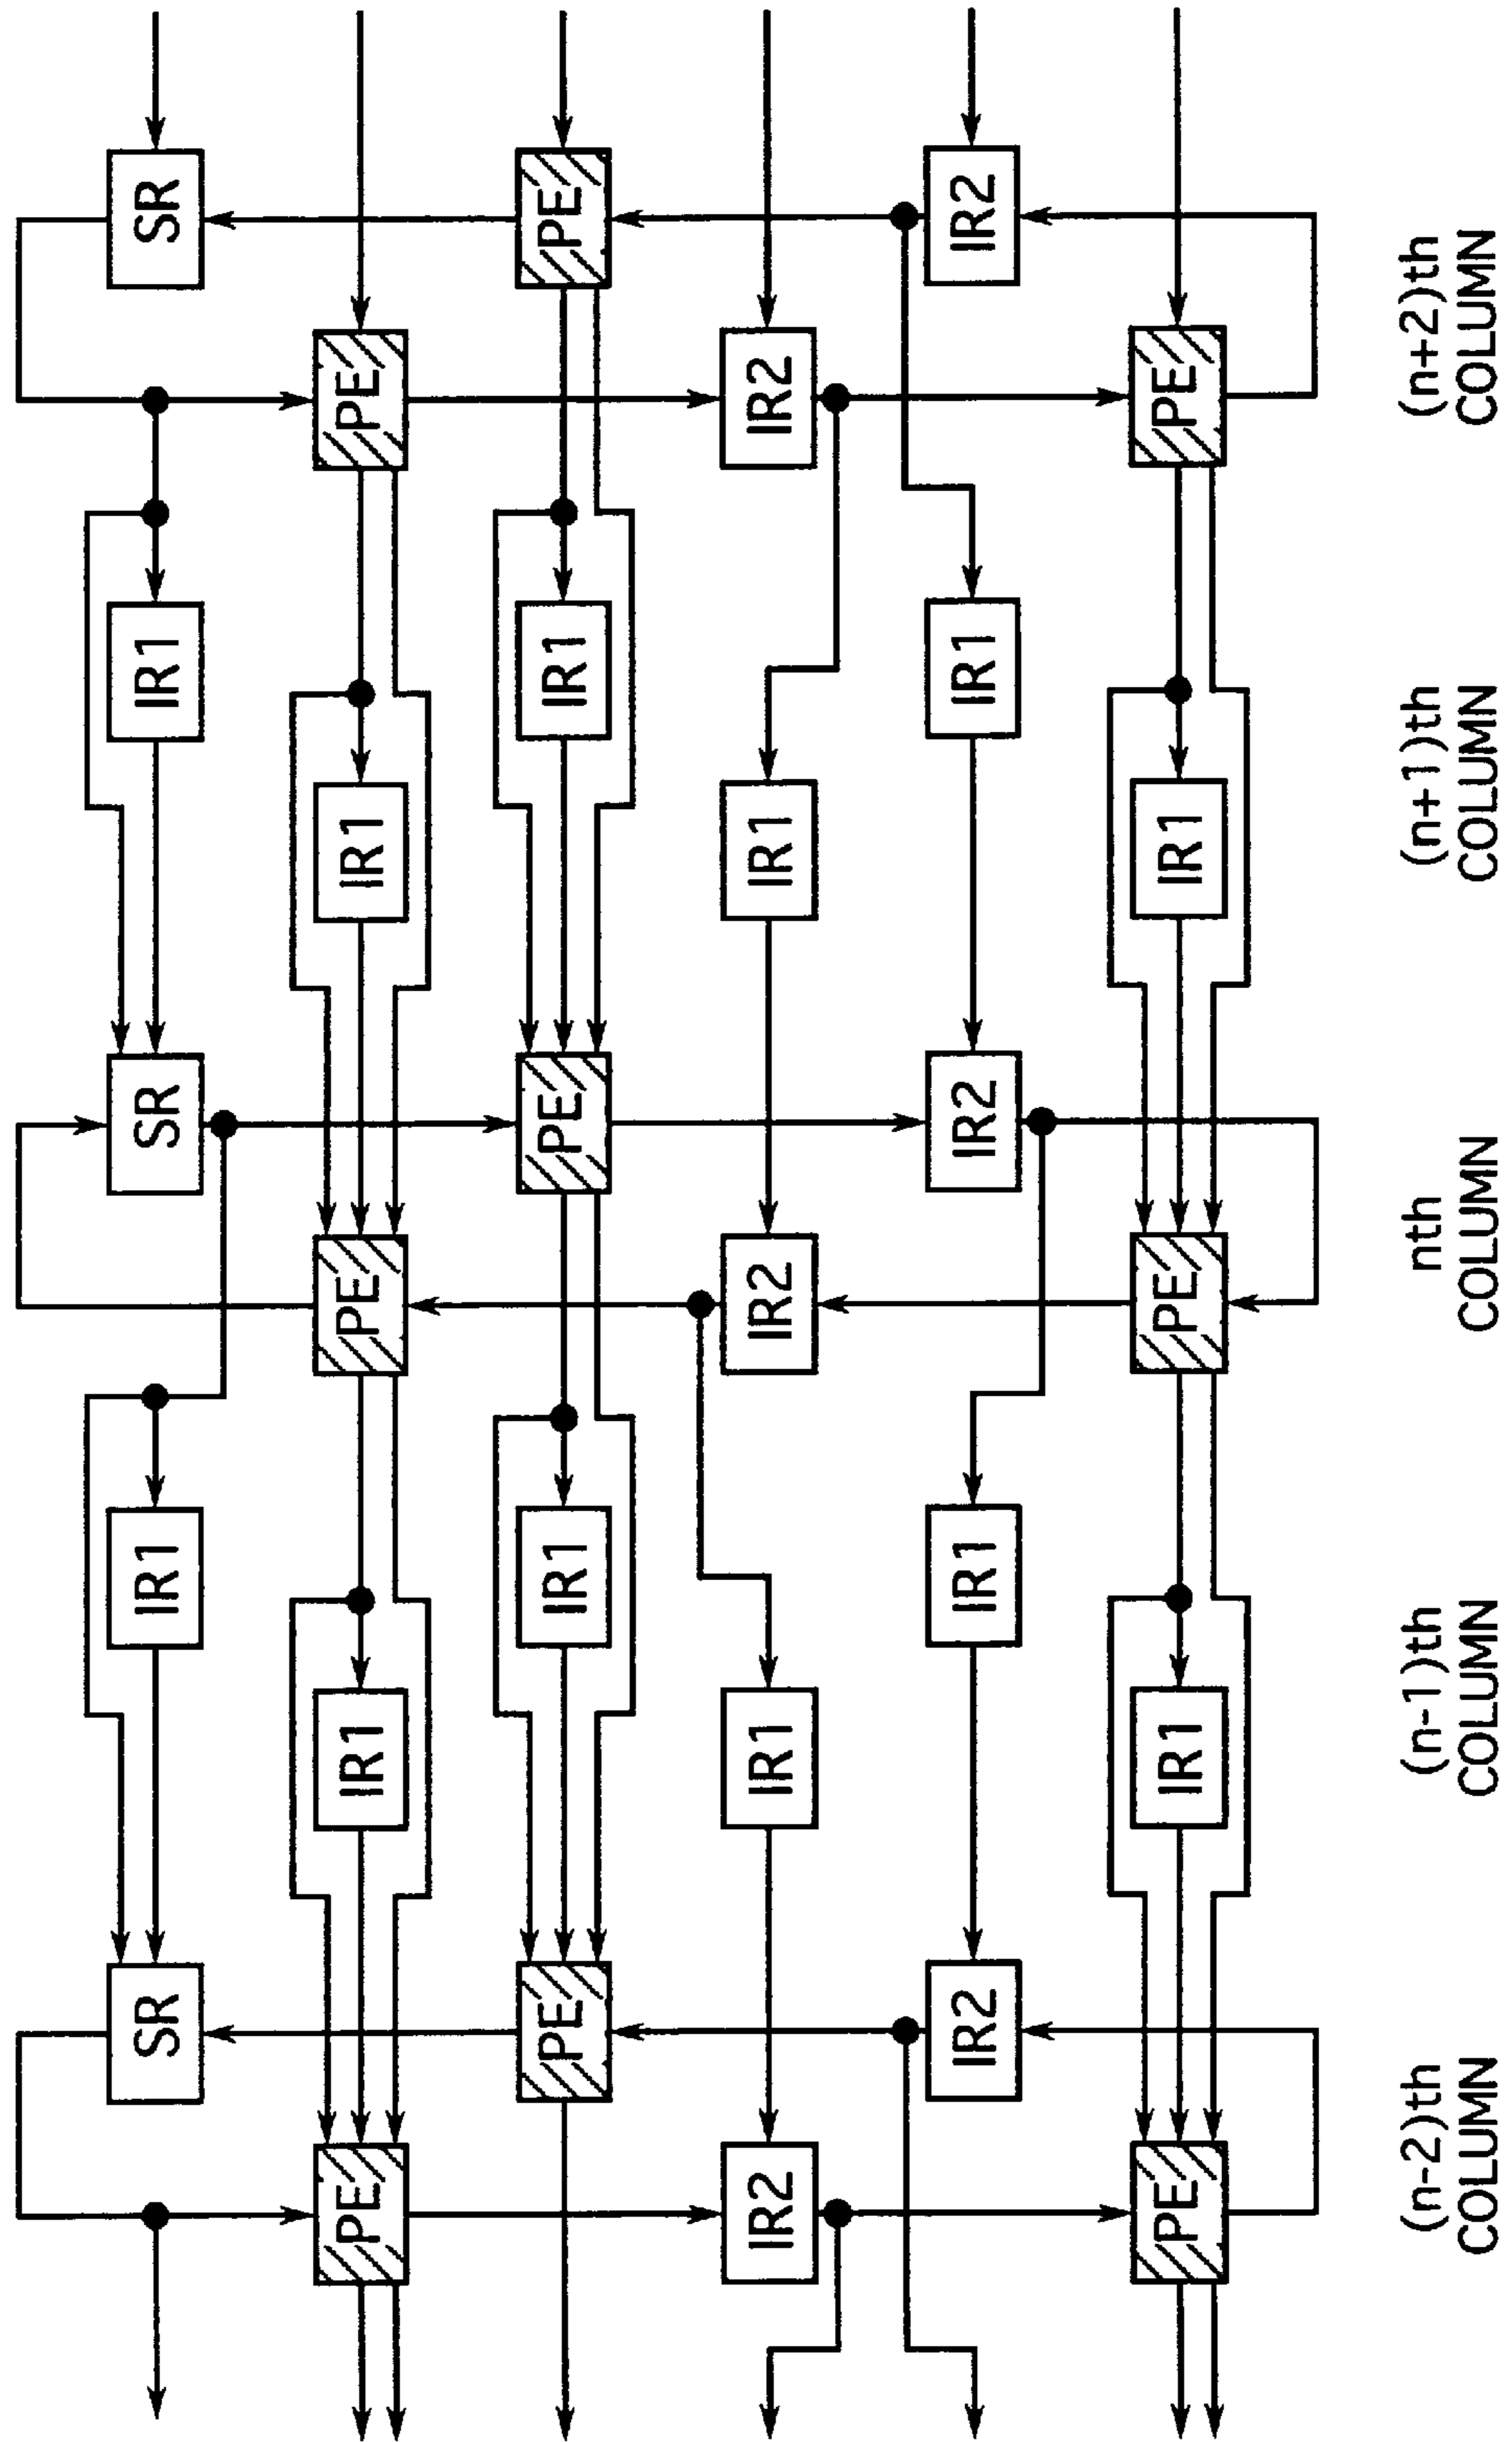 SR IR1 SR IR1 SR
PE IR1 PE IR1 PE
PE IR1 PE IR1 PE
IR2 IR1 IR2 IR1 IR2
IR2 IR1 IR2 IR1 IR2
PE IR1 PE IR1 PE
(n-2)th (n-1)th nth (n+1)th (n+2)th
COLUMN COLUMN COLUMN COLUMN COLUMN